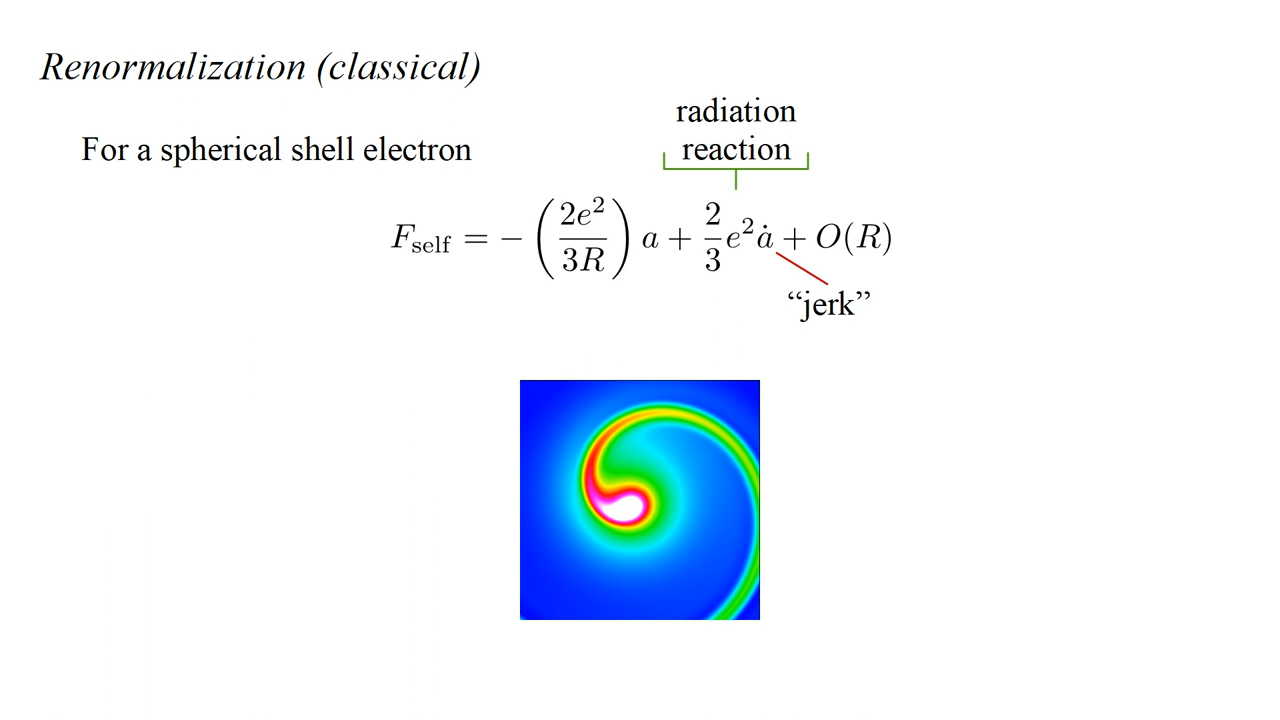 Renormalization (classical)
radiation
For a spherical shell electron
reaction
F_self = − (2e²/3R) a + 2/3 e² ȧ + O(R)
“jerk”